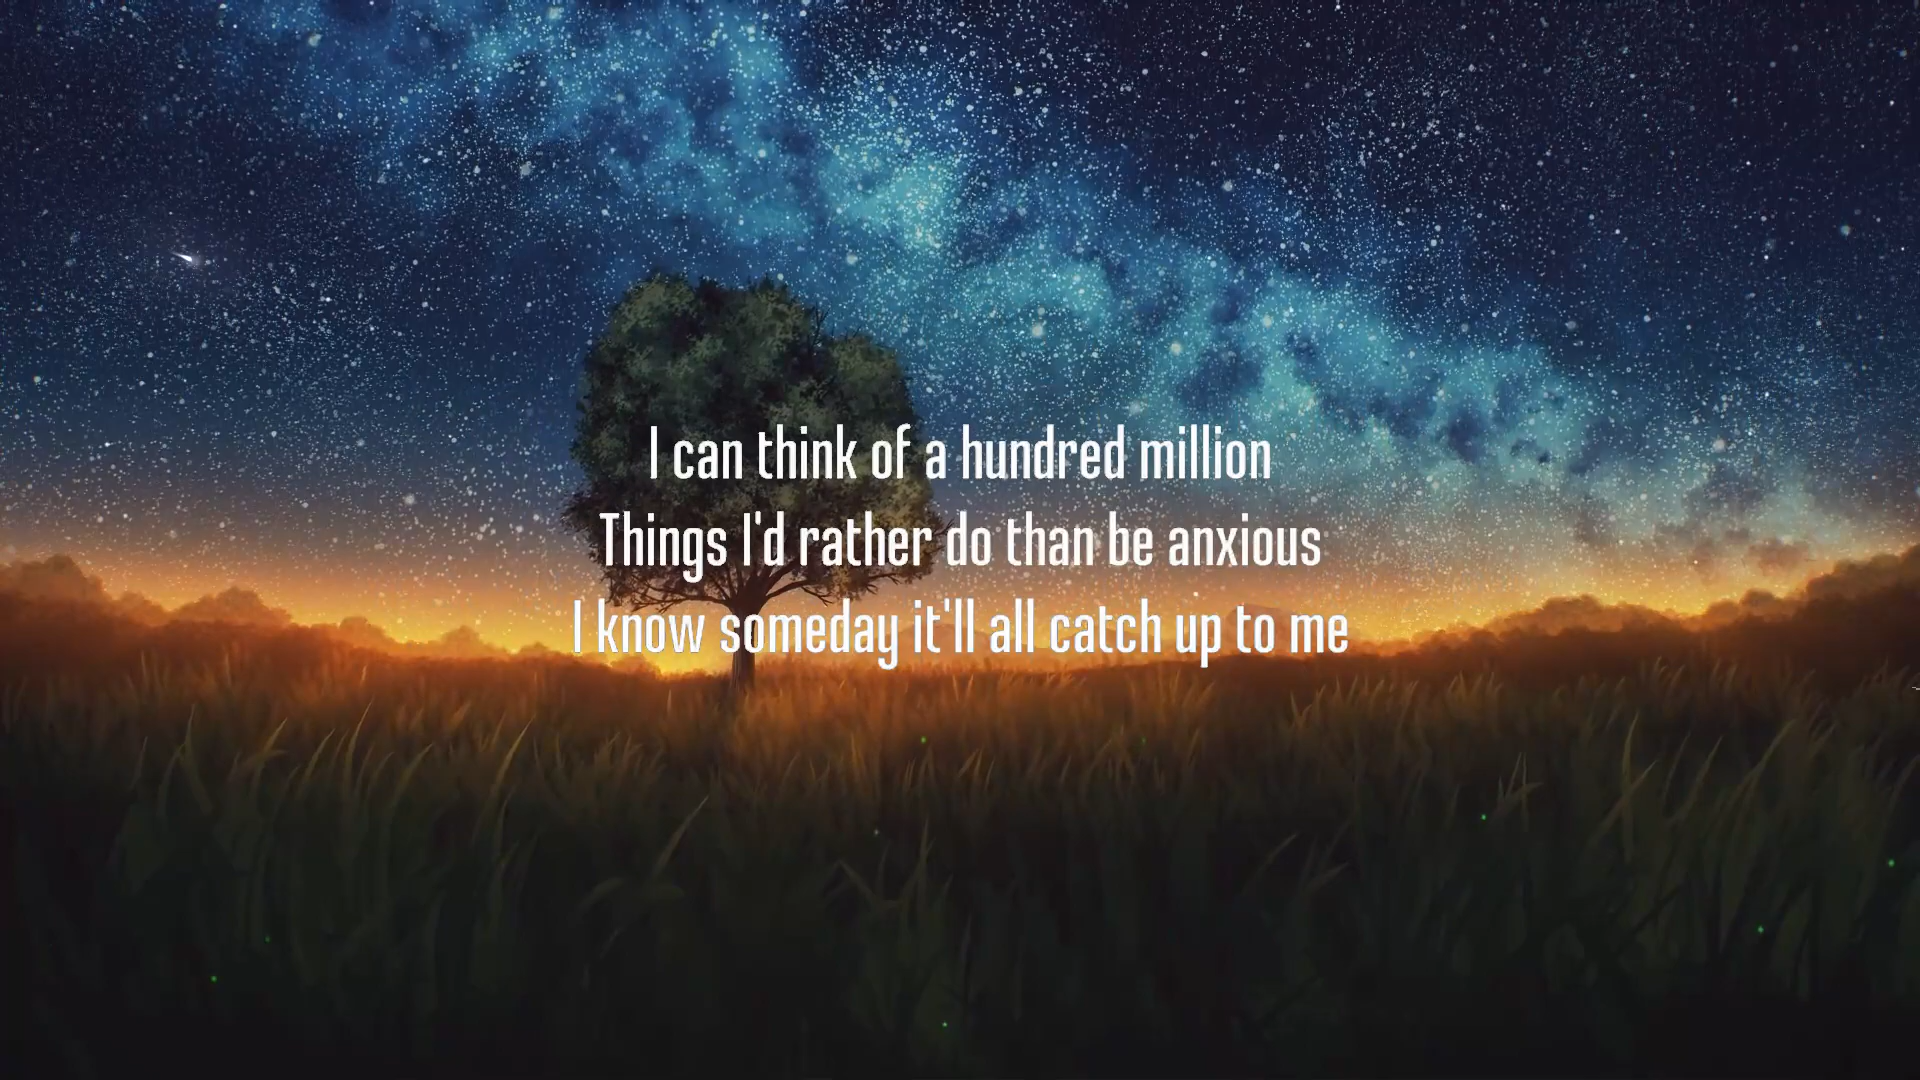 I can think of a hundred million
Things I'd rather do than be anxious
I know someday it'll all catch up to me